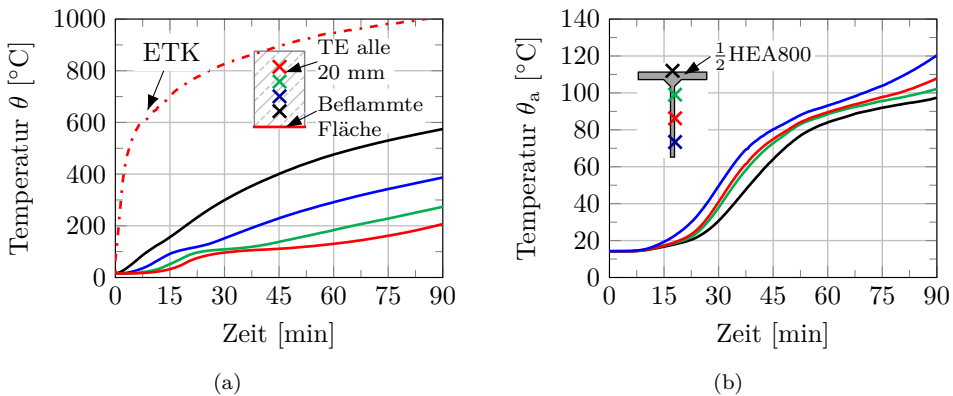 1000
800
600
400
200
0
0 15 30 45 60 75 90
Temperatur θ [°C]
Zeit [min]
ETK
TE alle
20 mm
Beflammte
Fläche
(a)
140
120
100
80
60
40
20
0
0 15 30 45 60 75 90
Temperatur θₐ [°C]
Zeit [min]
½HEA800
(b)